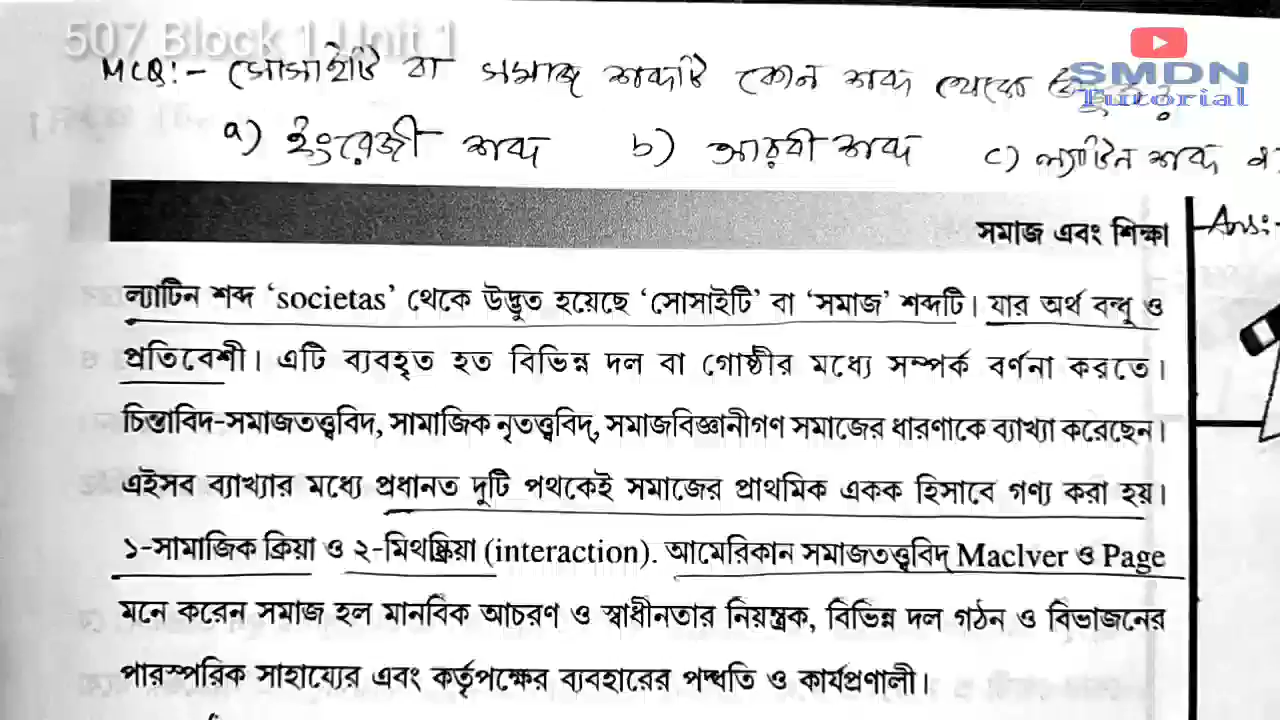 507 Block 1 Unit 1
SMDN
Tutorial
MCQ:- সোসাইটি বা সমাজ শব্দটি কোন শব্দ থেকে
a) ইংরেজী শব্দ b) আরবী শব্দ c) ল্যাটিন শব্দ
সমাজ এবং শিক্ষা
Ans:-
ল্যাটিন শব্দ ‘societas’ থেকে উদ্ভুত হয়েছে ‘সোসাইটি’ বা ‘সমাজ’ শব্দটি। যার অর্থ বন্ধু ও
প্রতিবেশী। এটি ব্যবহৃত হত বিভিন্ন দল বা গোষ্ঠীর মধ্যে সম্পর্ক বর্ণনা করতে।
চিন্তাবিদ-সমাজতত্ত্ববিদ, সামাজিক নৃতত্ত্ববিদ্, সমাজবিজ্ঞানীগণ সমাজের ধারণাকে ব্যাখ্যা করেছেন।
এইসব ব্যাখ্যার মধ্যে প্রধানত দুটি পথকেই সমাজের প্রাথমিক একক হিসাবে গণ্য করা হয়।
১-সামাজিক ক্রিয়া ও ২-মিথষ্ক্রিয়া (interaction). আমেরিকান সমাজতত্ত্ববিদ্ Maclver ও Page
মনে করেন সমাজ হল মানবিক আচরণ ও স্বাধীনতার নিয়ন্ত্রক, বিভিন্ন দল গঠন ও বিভাজনের
পারস্পরিক সাহায্যের এবং কর্তৃপক্ষের ব্যবহারের পদ্ধতি ও কার্যপ্রণালী।